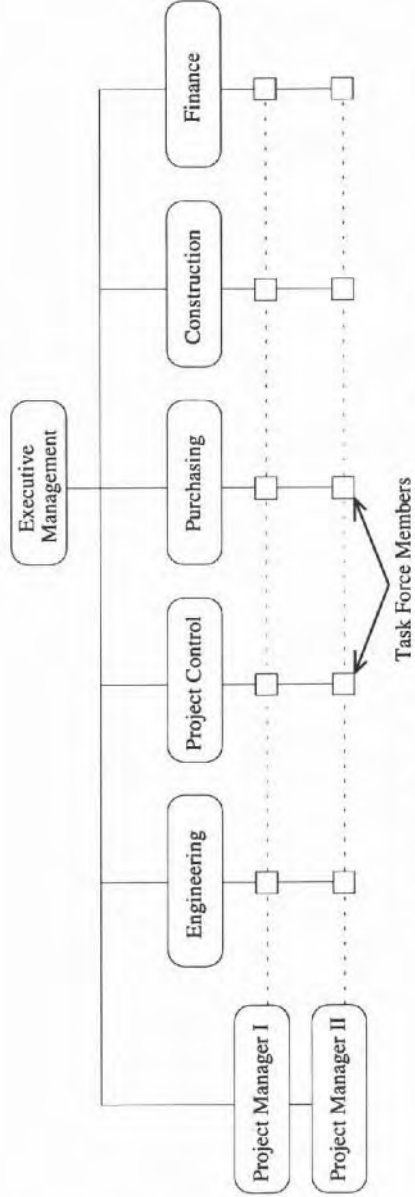 Executive
Management
Engineering
Project Control
Purchasing
Construction
Finance
Project Manager I
Project Manager II
Task Force Members